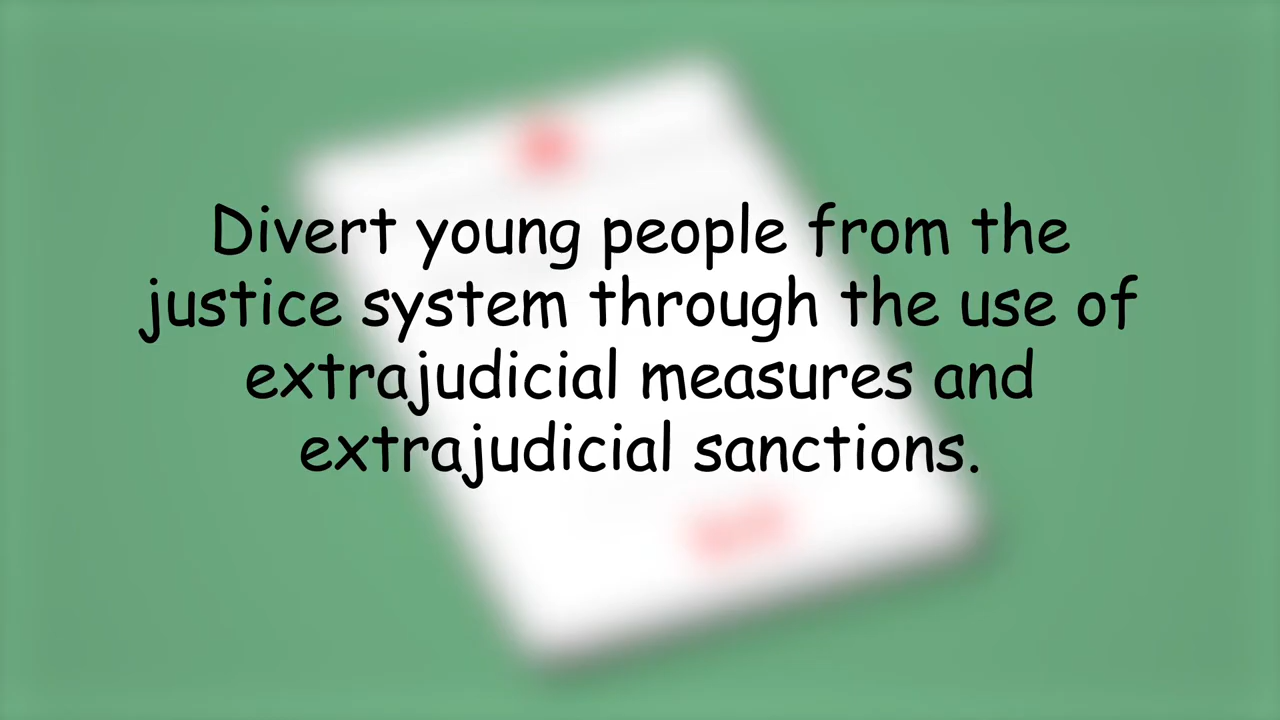 Divert young people from the
justice system through the use of
extrajudicial measures and
extrajudicial sanctions.